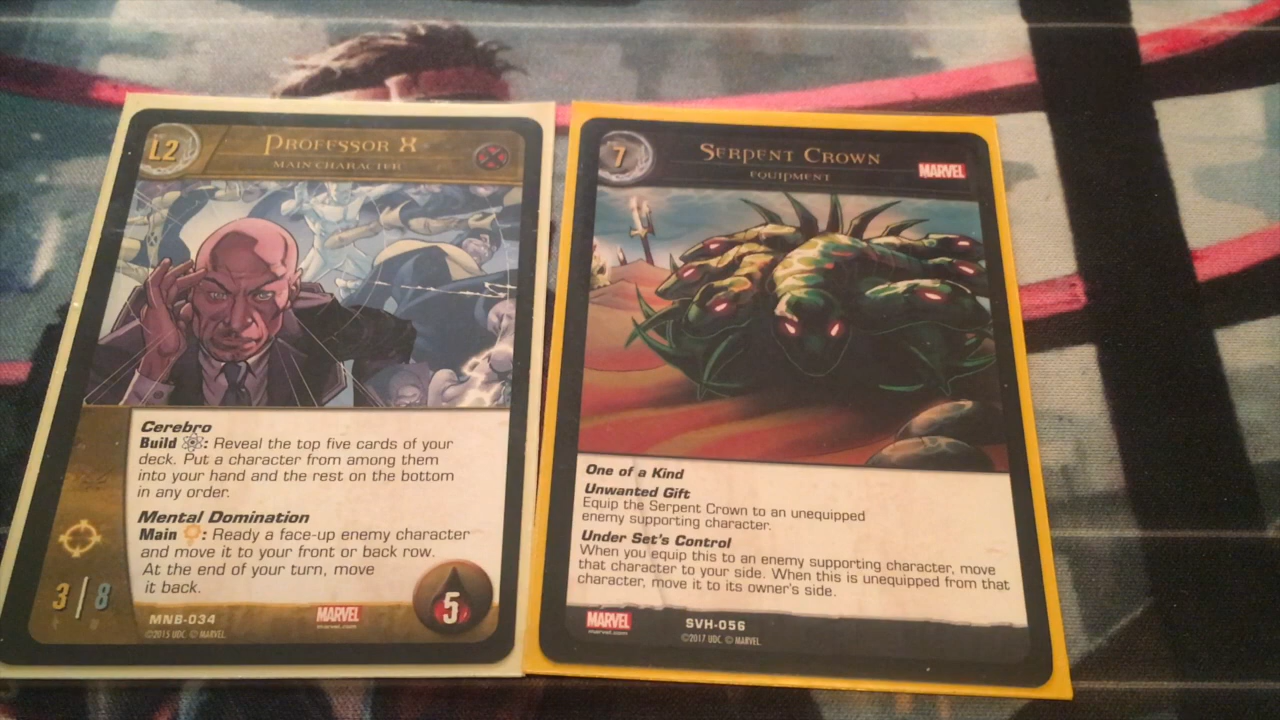 L2
PROFESSOR X
MAIN CHARACTER
Cerebro
Build : Reveal the top five cards of your
deck. Put a character from among them
into your hand and the rest on the bottom
in any order.
Mental Domination
Main : Ready a face-up enemy character
and move it to your front or back row.
At the end of your turn, move
it back.
3/8
5
MNB-034
©2015 UDC. © MARVEL.
MARVEL
marvel.com
7
SERPENT CROWN
EQUIPMENT
MARVEL
One of a Kind
Unwanted Gift
Equip the Serpent Crown to an unequipped
enemy supporting character.
Under Set's Control
When you equip this to an enemy supporting character, move
that character to your side. When this is unequipped from that
character, move it to its owner's side.
MARVEL
marvel.com
SVH-056
©2017 UDC. © MARVEL.